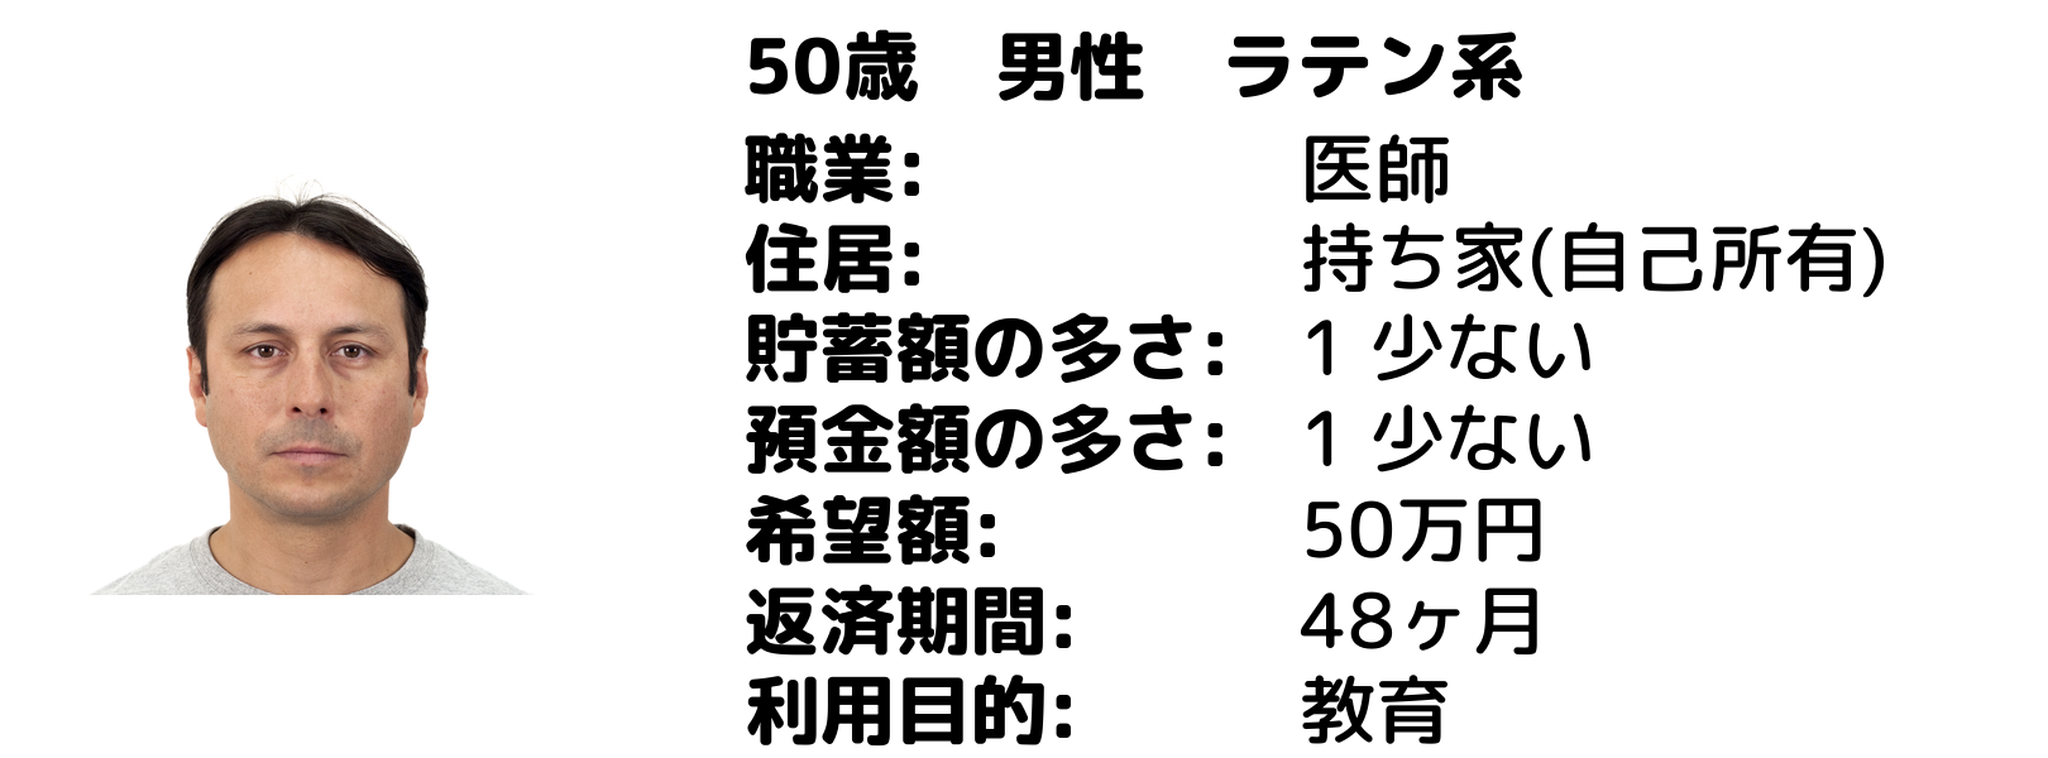 50歳　男性　ラテン系
職業: 医師
住居: 持ち家(自己所有)
貯蓄額の多さ: 1 少ない
預金額の多さ: 1 少ない
希望額: 50万円
返済期間: 48ヶ月
利用目的: 教育